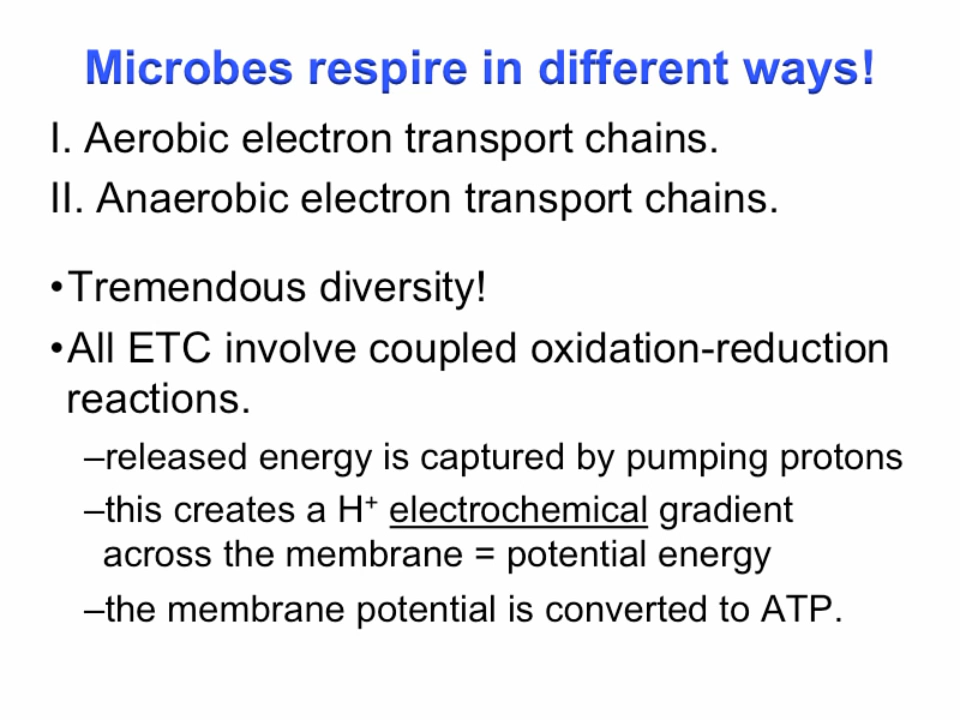 Microbes respire in different ways!
I. Aerobic electron transport chains.
II. Anaerobic electron transport chains.
•Tremendous diversity!
•All ETC involve coupled oxidation-reduction
reactions.
–released energy is captured by pumping protons
–this creates a H⁺ electrochemical gradient
across the membrane = potential energy
–the membrane potential is converted to ATP.